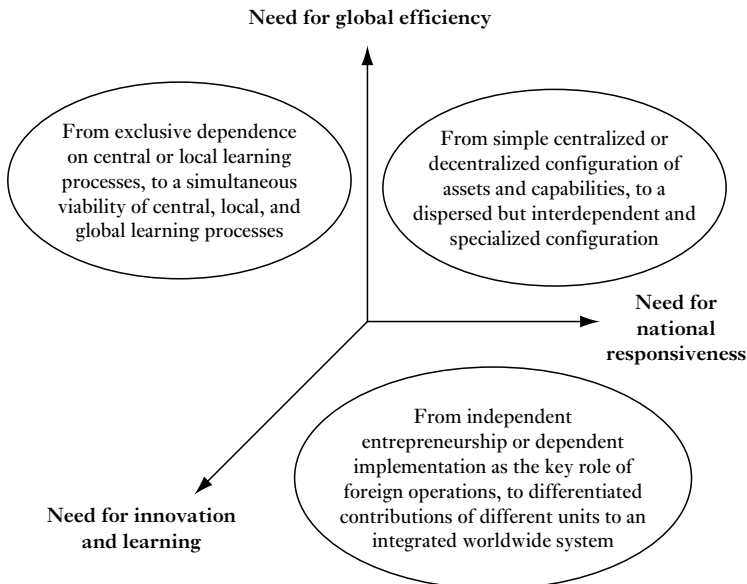 Need for global efficiency
From exclusive dependence
on central or local learning
processes, to a simultaneous
viability of central, local, and
global learning processes
From simple centralized or
decentralized configuration of
assets and capabilities, to a
dispersed but interdependent and
specialized configuration
Need for
national
responsiveness
From independent
entrepreneurship or dependent
implementation as the key role of
foreign operations, to differentiated
contributions of different units to an
integrated worldwide system
Need for innovation
and learning